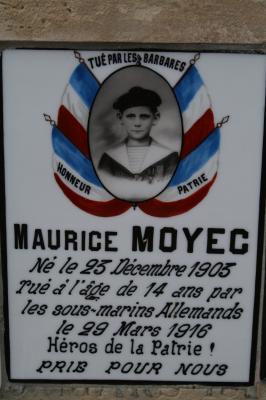 TUÉ PAR LES BARBARES
HONNEUR PATRIE
MAURICE MOYEC
Né le 23 Décembre 1903
Tué à l'âge de 14 ans par
les sous-marins Allemands
le 29 Mars 1916
Héros de la Patrie !
PRIE POUR NOUS